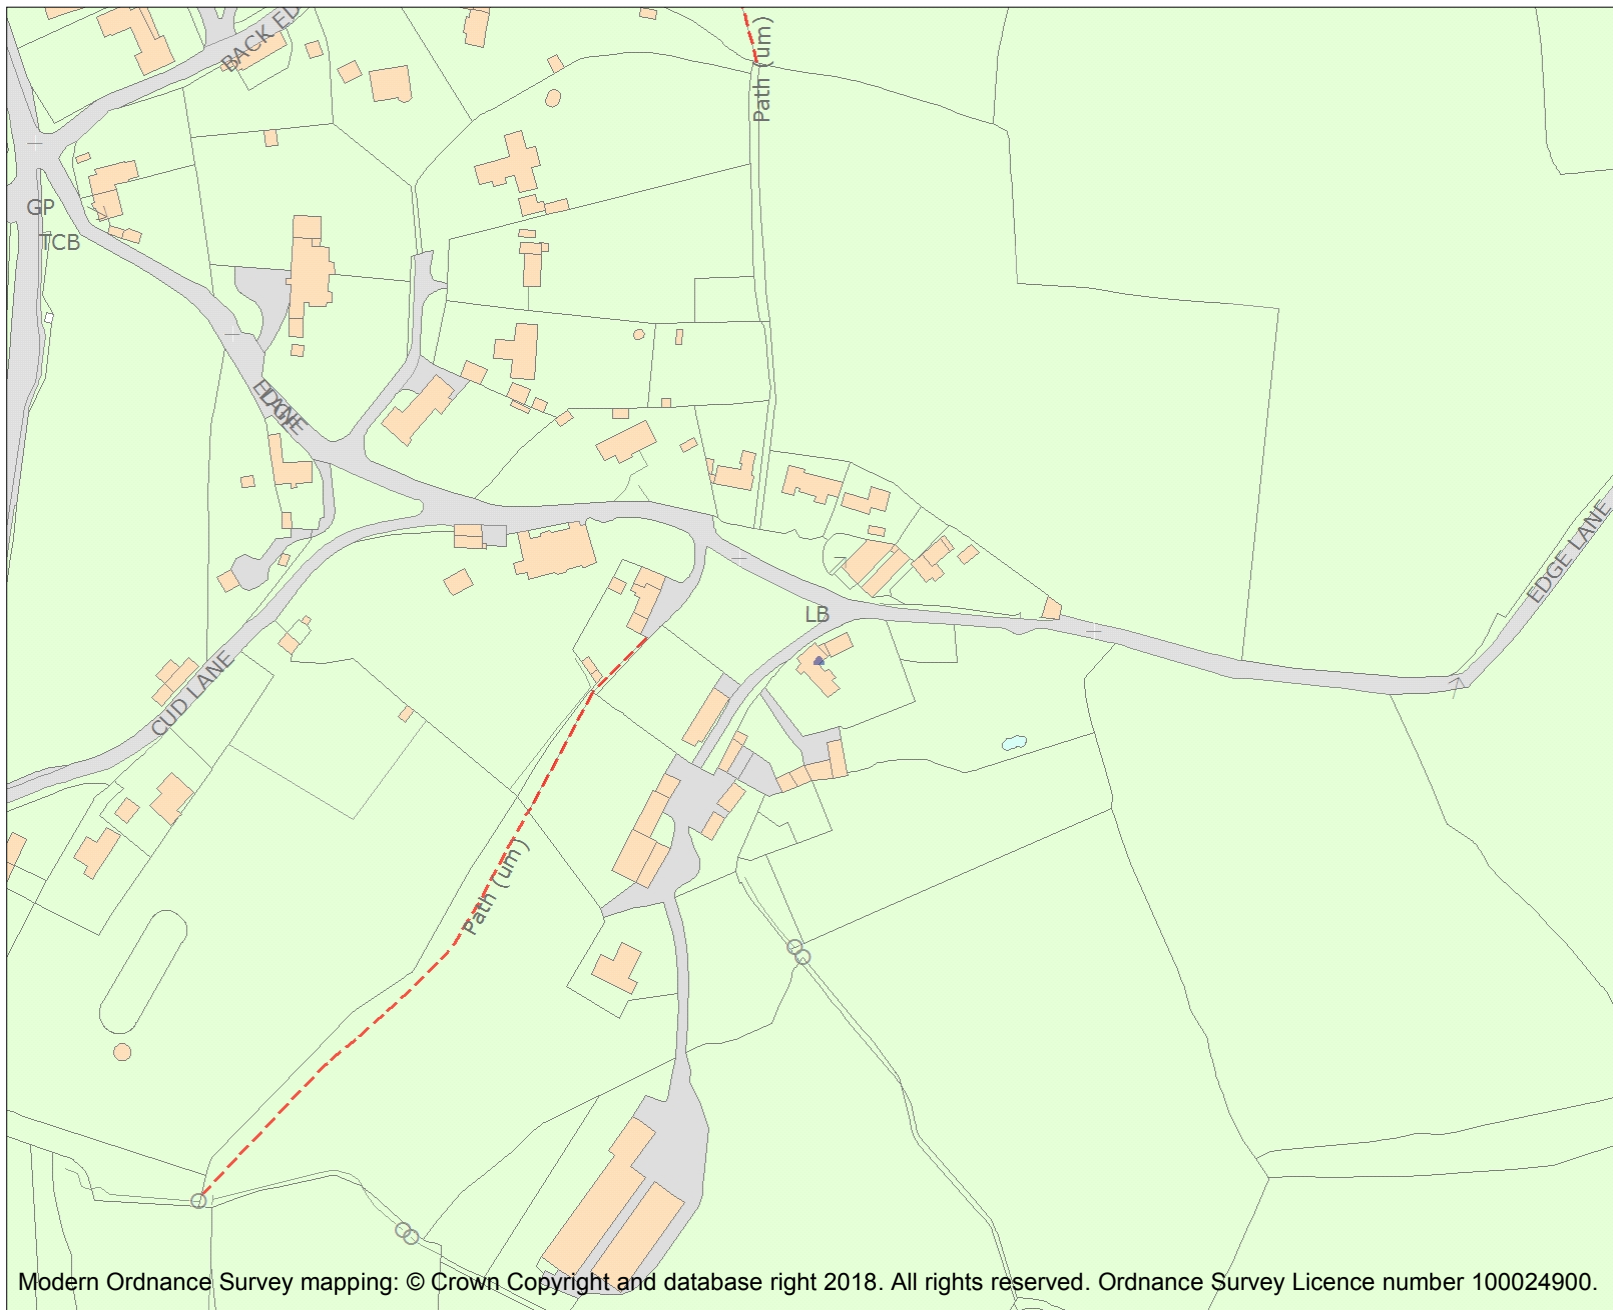 BACK ED
Path (um)
GP
TCB
EDGE
LANE
EDGE LANE
LB
CUD LANE
Path (um)
Modern Ordnance Survey mapping: © Crown Copyright and database right 2018. All rights reserved. Ordnance Survey Licence number 100024900.